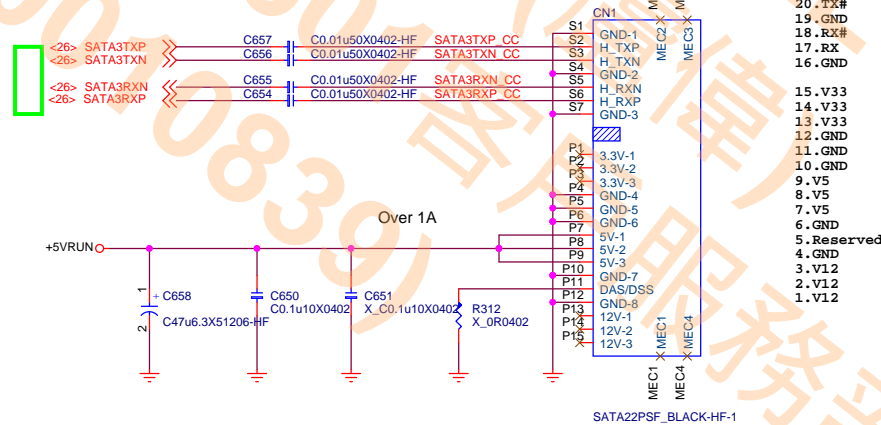 CN1
20.TX#
19.GND
18.RX#
17.RX
16.GND
15.V33
14.V33
13.V33
12.GND
11.GND
10.GND
9.V5
8.V5
7.V5
6.GND
5.Reserved
4.GND
3.V12
2.V12
1.V12
MEC2
MEC3
S1 GND-1
<26> SATA3TXP C657 C0.01u50X0402-HF SATA3TXP_CC S2 H_TXP
<26> SATA3TXN C656 C0.01u50X0402-HF SATA3TXN_CC S3 H_TXN
S4 GND-2
<26> SATA3RXN C655 C0.01u50X0402-HF SATA3RXN_CC S5 H_RXN
<26> SATA3RXP C654 C0.01u50X0402-HF SATA3RXP_CC S6 H_RXP
S7 GND-3
P1 3.3V-1
P2 3.3V-2
P3 3.3V-3
P4 GND-4
P5 GND-5
P6 GND-6
P7 5V-1
P8 5V-2
P9 5V-3
P10 GND-7
P11 DAS/DSS
P12 GND-8
P13 12V-1
P14 12V-2
P15 12V-3
Over 1A
+5VRUN
1
+
2
C658
C47u6.3X51206-HF
C650
C0.1u10X0402
C651
X_C0.1u10X0402
R312
X_0R0402
MEC1
MEC4
MEC1
MEC4
SATA22PSF_BLACK-HF-1
0010839)
偉)
(客戶服務